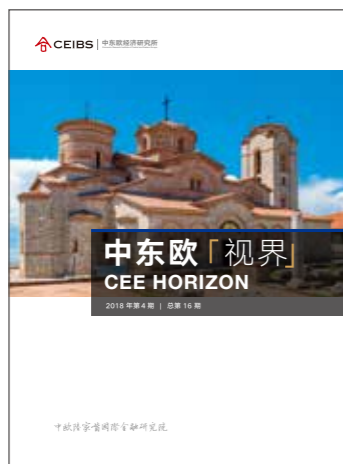 CEIBS | 中东欧经济研究所
中东欧「视界」
CEE HORIZON
2018 年第 4 期 | 总第 16 期
中欧陆家嘴国际金融研究院